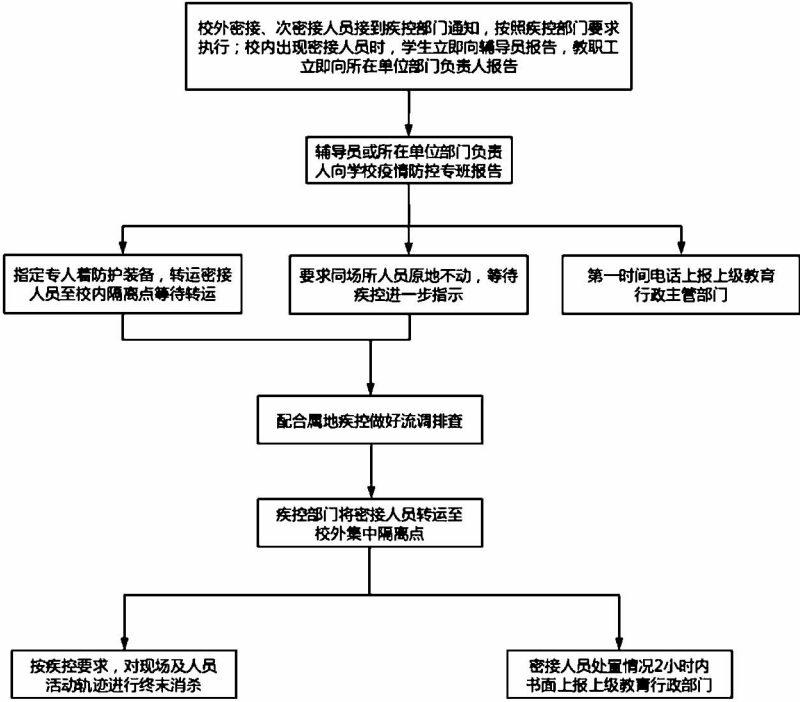 校外密接、次密接人员接到疾控部门通知，按照疾控部门要求
执行；校内出现密接人员时，学生立即向辅导员报告，教职工
立即向所在单位部门负责人报告
辅导员或所在单位部门负责
人向学校疫情防控专班报告
指定专人着防护装备，转运密接
人员至校内隔离点等待转运
要求同场所人员原地不动，等待
疾控进一步指示
第一时间电话上报上级教育
行政主管部门
配合属地疾控做好流调排查
疾控部门将密接人员转运至
校外集中隔离点
按疾控要求，对现场及人员
活动轨迹进行终末消杀
密接人员处置情况2小时内
书面上报上级教育行政部门